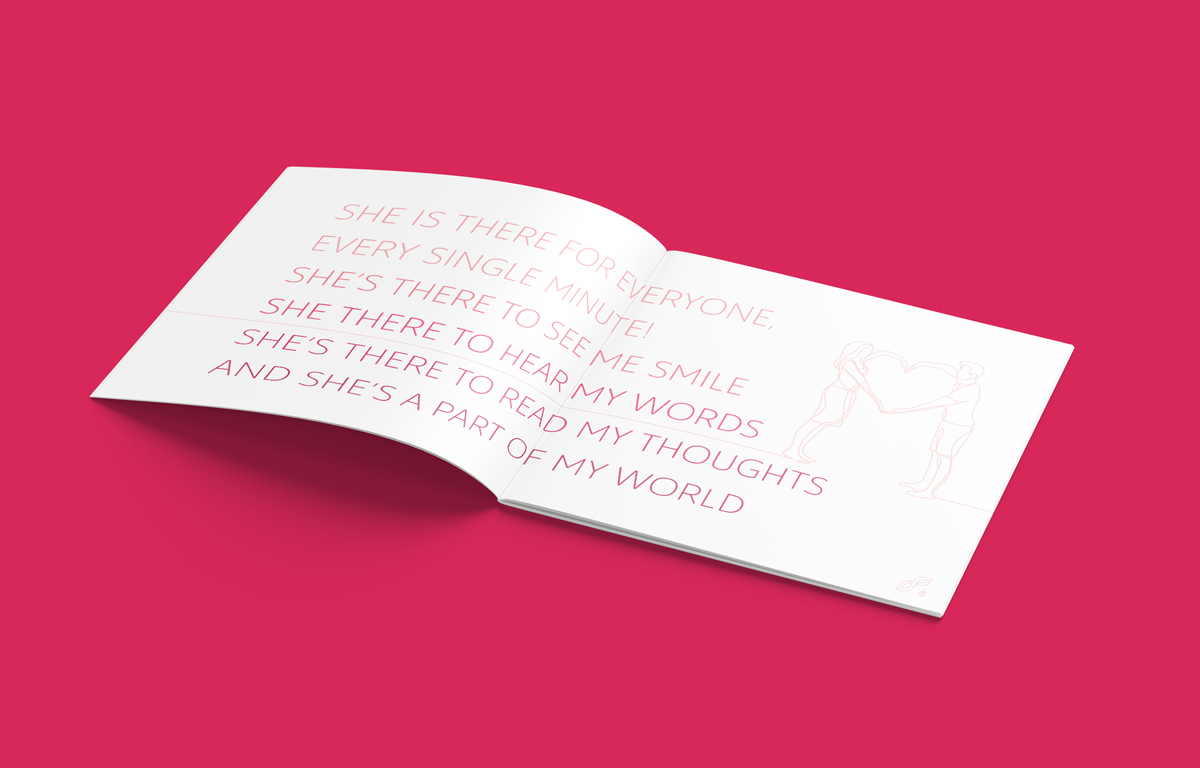 SHE IS THERE FOR EVERYONE,
EVERY SINGLE MINUTE!
SHE'S THERE TO SEE ME SMILE
SHE THERE TO HEAR MY WORDS
SHE'S THERE TO READ MY THOUGHTS
AND SHE'S A PART OF MY WORLD